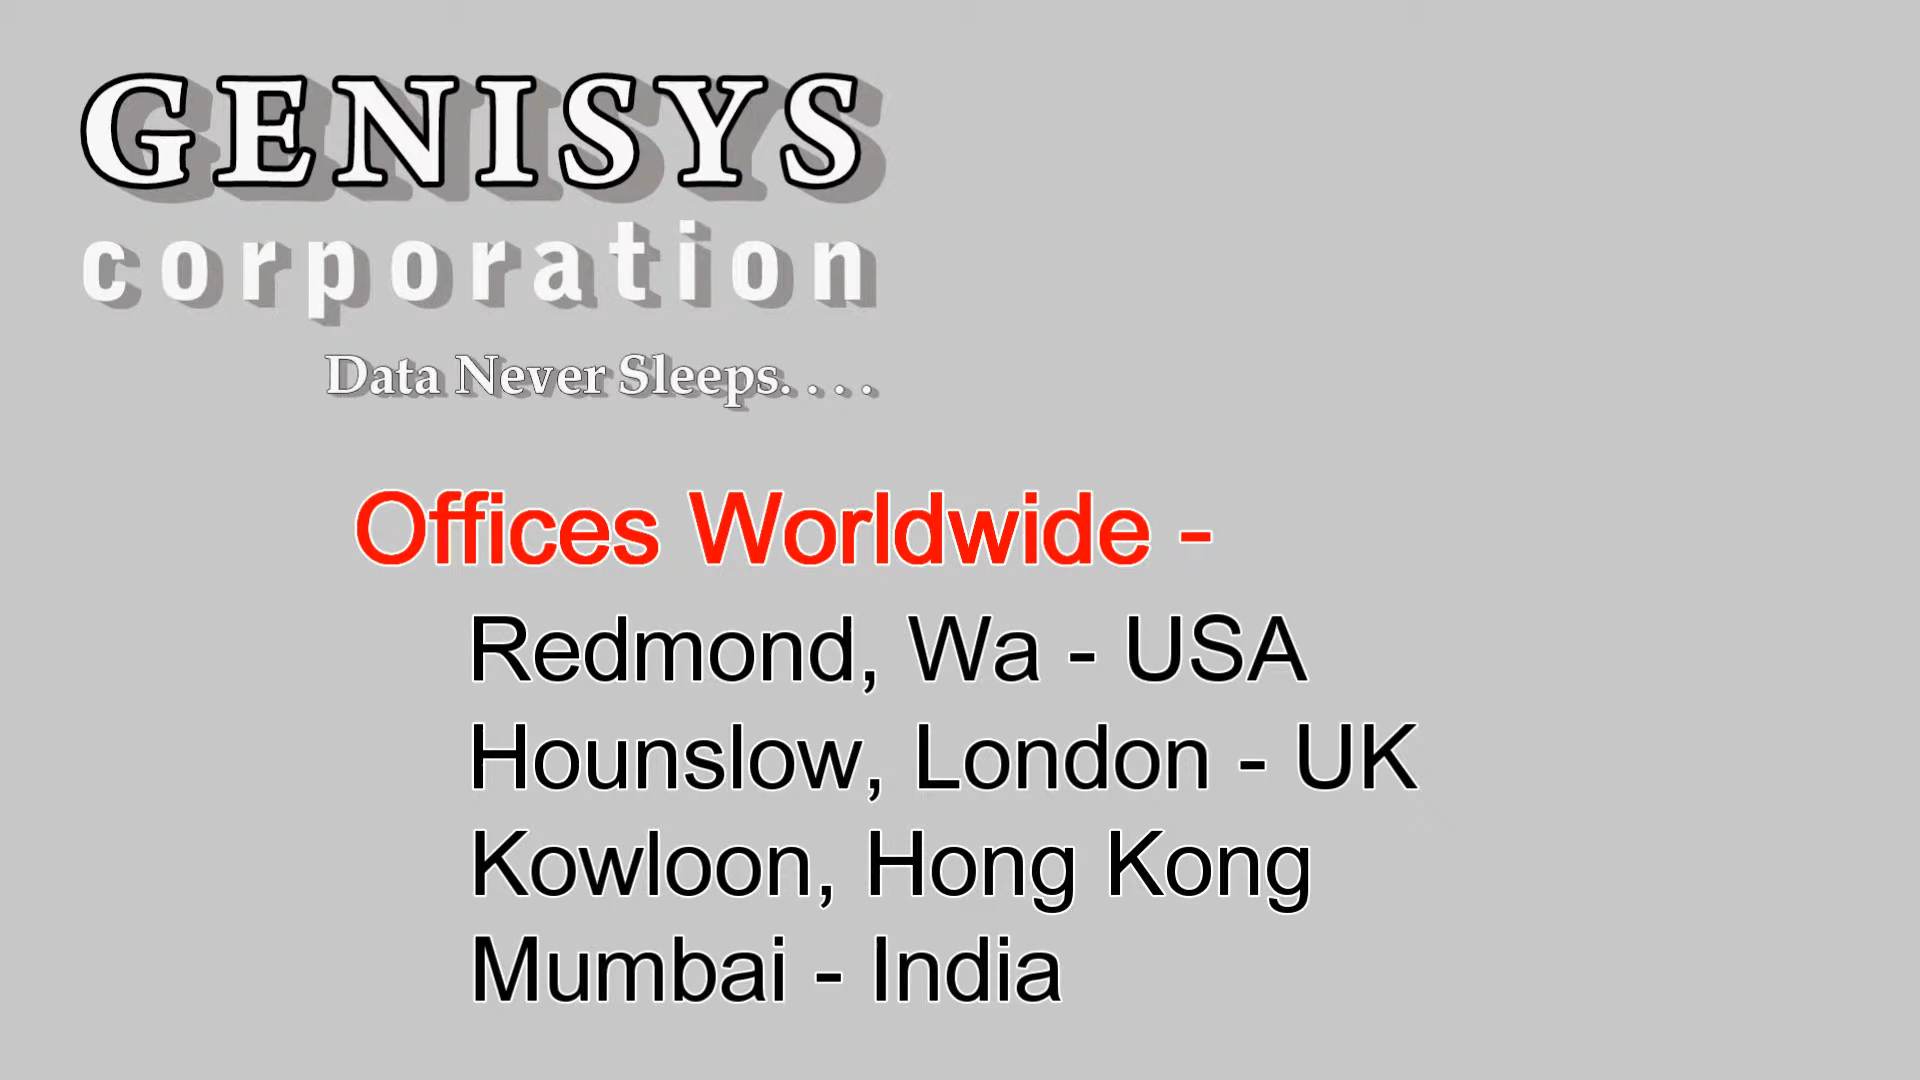 GENISYS
corporation
Data Never Sleeps. . . .
Offices Worldwide -
Redmond, Wa - USA
Hounslow, London - UK
Kowloon, Hong Kong
Mumbai - India